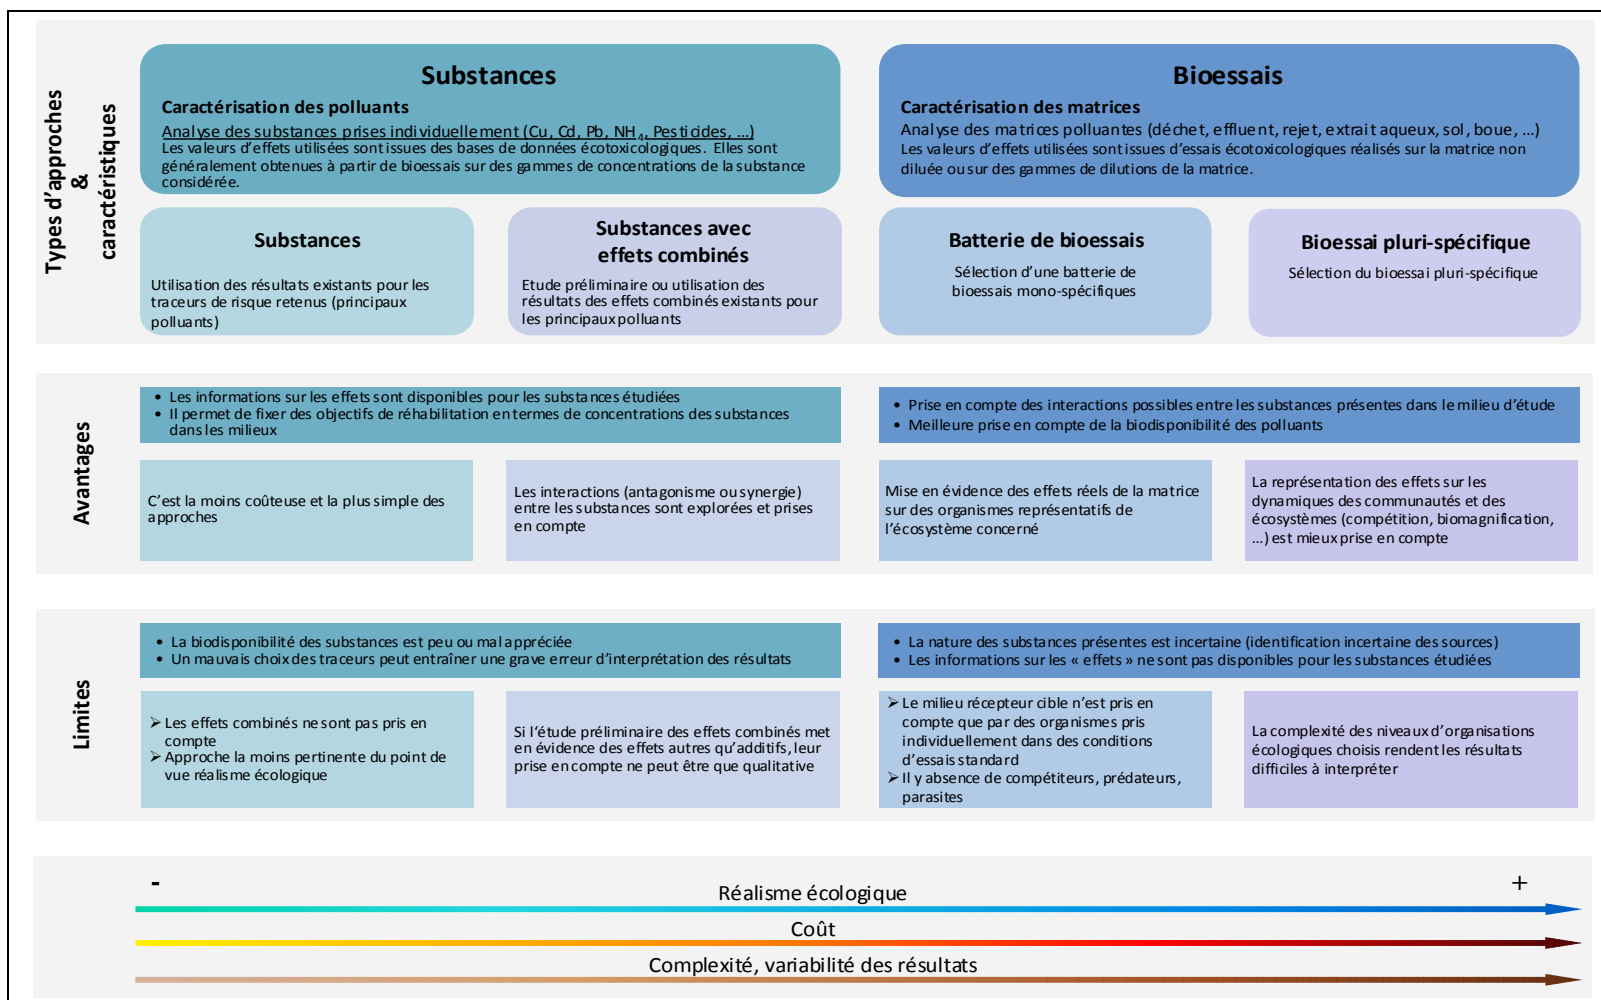 Types d’approches
&
caractéristiques
Substances
Caractérisation des polluants
Analyse des substances prises individuellement (Cu, Cd, Pb, NH4, Pesticides, …)
Les valeurs d’effets utilisées sont issues des bases de données écotoxicologiques. Elles sont
généralement obtenues à partir de bioessais sur des gammes de concentrations de la substance
considérée.
Bioessais
Caractérisation des matrices
Analyse des matrices polluantes (déchet, effluent, rejet, extrait aqueux, sol, boue, …)
Les valeurs d’effets utilisées sont issues d’essais écotoxicologiques réalisés sur la matrice non
diluée ou sur des gammes de dilutions de la matrice.
Substances
Utilisation des résultats existants pour les
traceurs de risque retenus (principaux
polluants)
Substances avec
effets combinés
Etude préliminaire ou utilisation des
résultats des effets combinés existants pour
les principaux polluants
Batterie de bioessais
Sélection d’une batterie de
bioessais mono-spécifiques
Bioessai pluri-spécifique
Sélection du bioessai pluri-spécifique
Avantages
• Les informations sur les effets sont disponibles pour les substances étudiées
• Il permet de fixer des objectifs de réhabilitation en termes de concentrations des substances
dans les milieux
• Prise en compte des interactions possibles entre les substances présentes dans le milieu d’étude
• Meilleure prise en compte de la biodisponibilité des polluants
C’est la moins coûteuse et la plus simple des
approches
Les interactions (antagonisme ou synergie)
entre les substances sont explorées et prises
en compte
Mise en évidence des effets réels de la matrice
sur des organismes représentatifs de
l’écosystème concerné
La représentation des effets sur les
dynamiques des communautés et des
écosystèmes (compétition, biomagnification,
…) est mieux prise en compte
Limites
• La biodisponibilité des substances est peu ou mal appréciée
• Un mauvais choix des traceurs peut entraîner une grave erreur d’interprétation des résultats
• La nature des substances présentes est incertaine (identification incertaine des sources)
• Les informations sur les « effets » ne sont pas disponibles pour les substances étudiées
➢ Les effets combinés ne sont pas pris en
compte
➢ Approche la moins pertinente du point de
vue réalisme écologique
Si l‘étude préliminaire des effets combinés met
en évidence des effets autres qu’additifs, leur
prise en compte ne peut être que qualitative
➢ Le milieu récepteur cible n’est pris en
compte que par des organismes pris
individuellement dans des conditions
d’essais standard
➢ Il y absence de compétiteurs, prédateurs,
parasites
La complexité des niveaux d’organisations
écologiques choisis rendent les résultats
difficiles à interpréter
- Réalisme écologique +
Coût
Complexité, variabilité des résultats